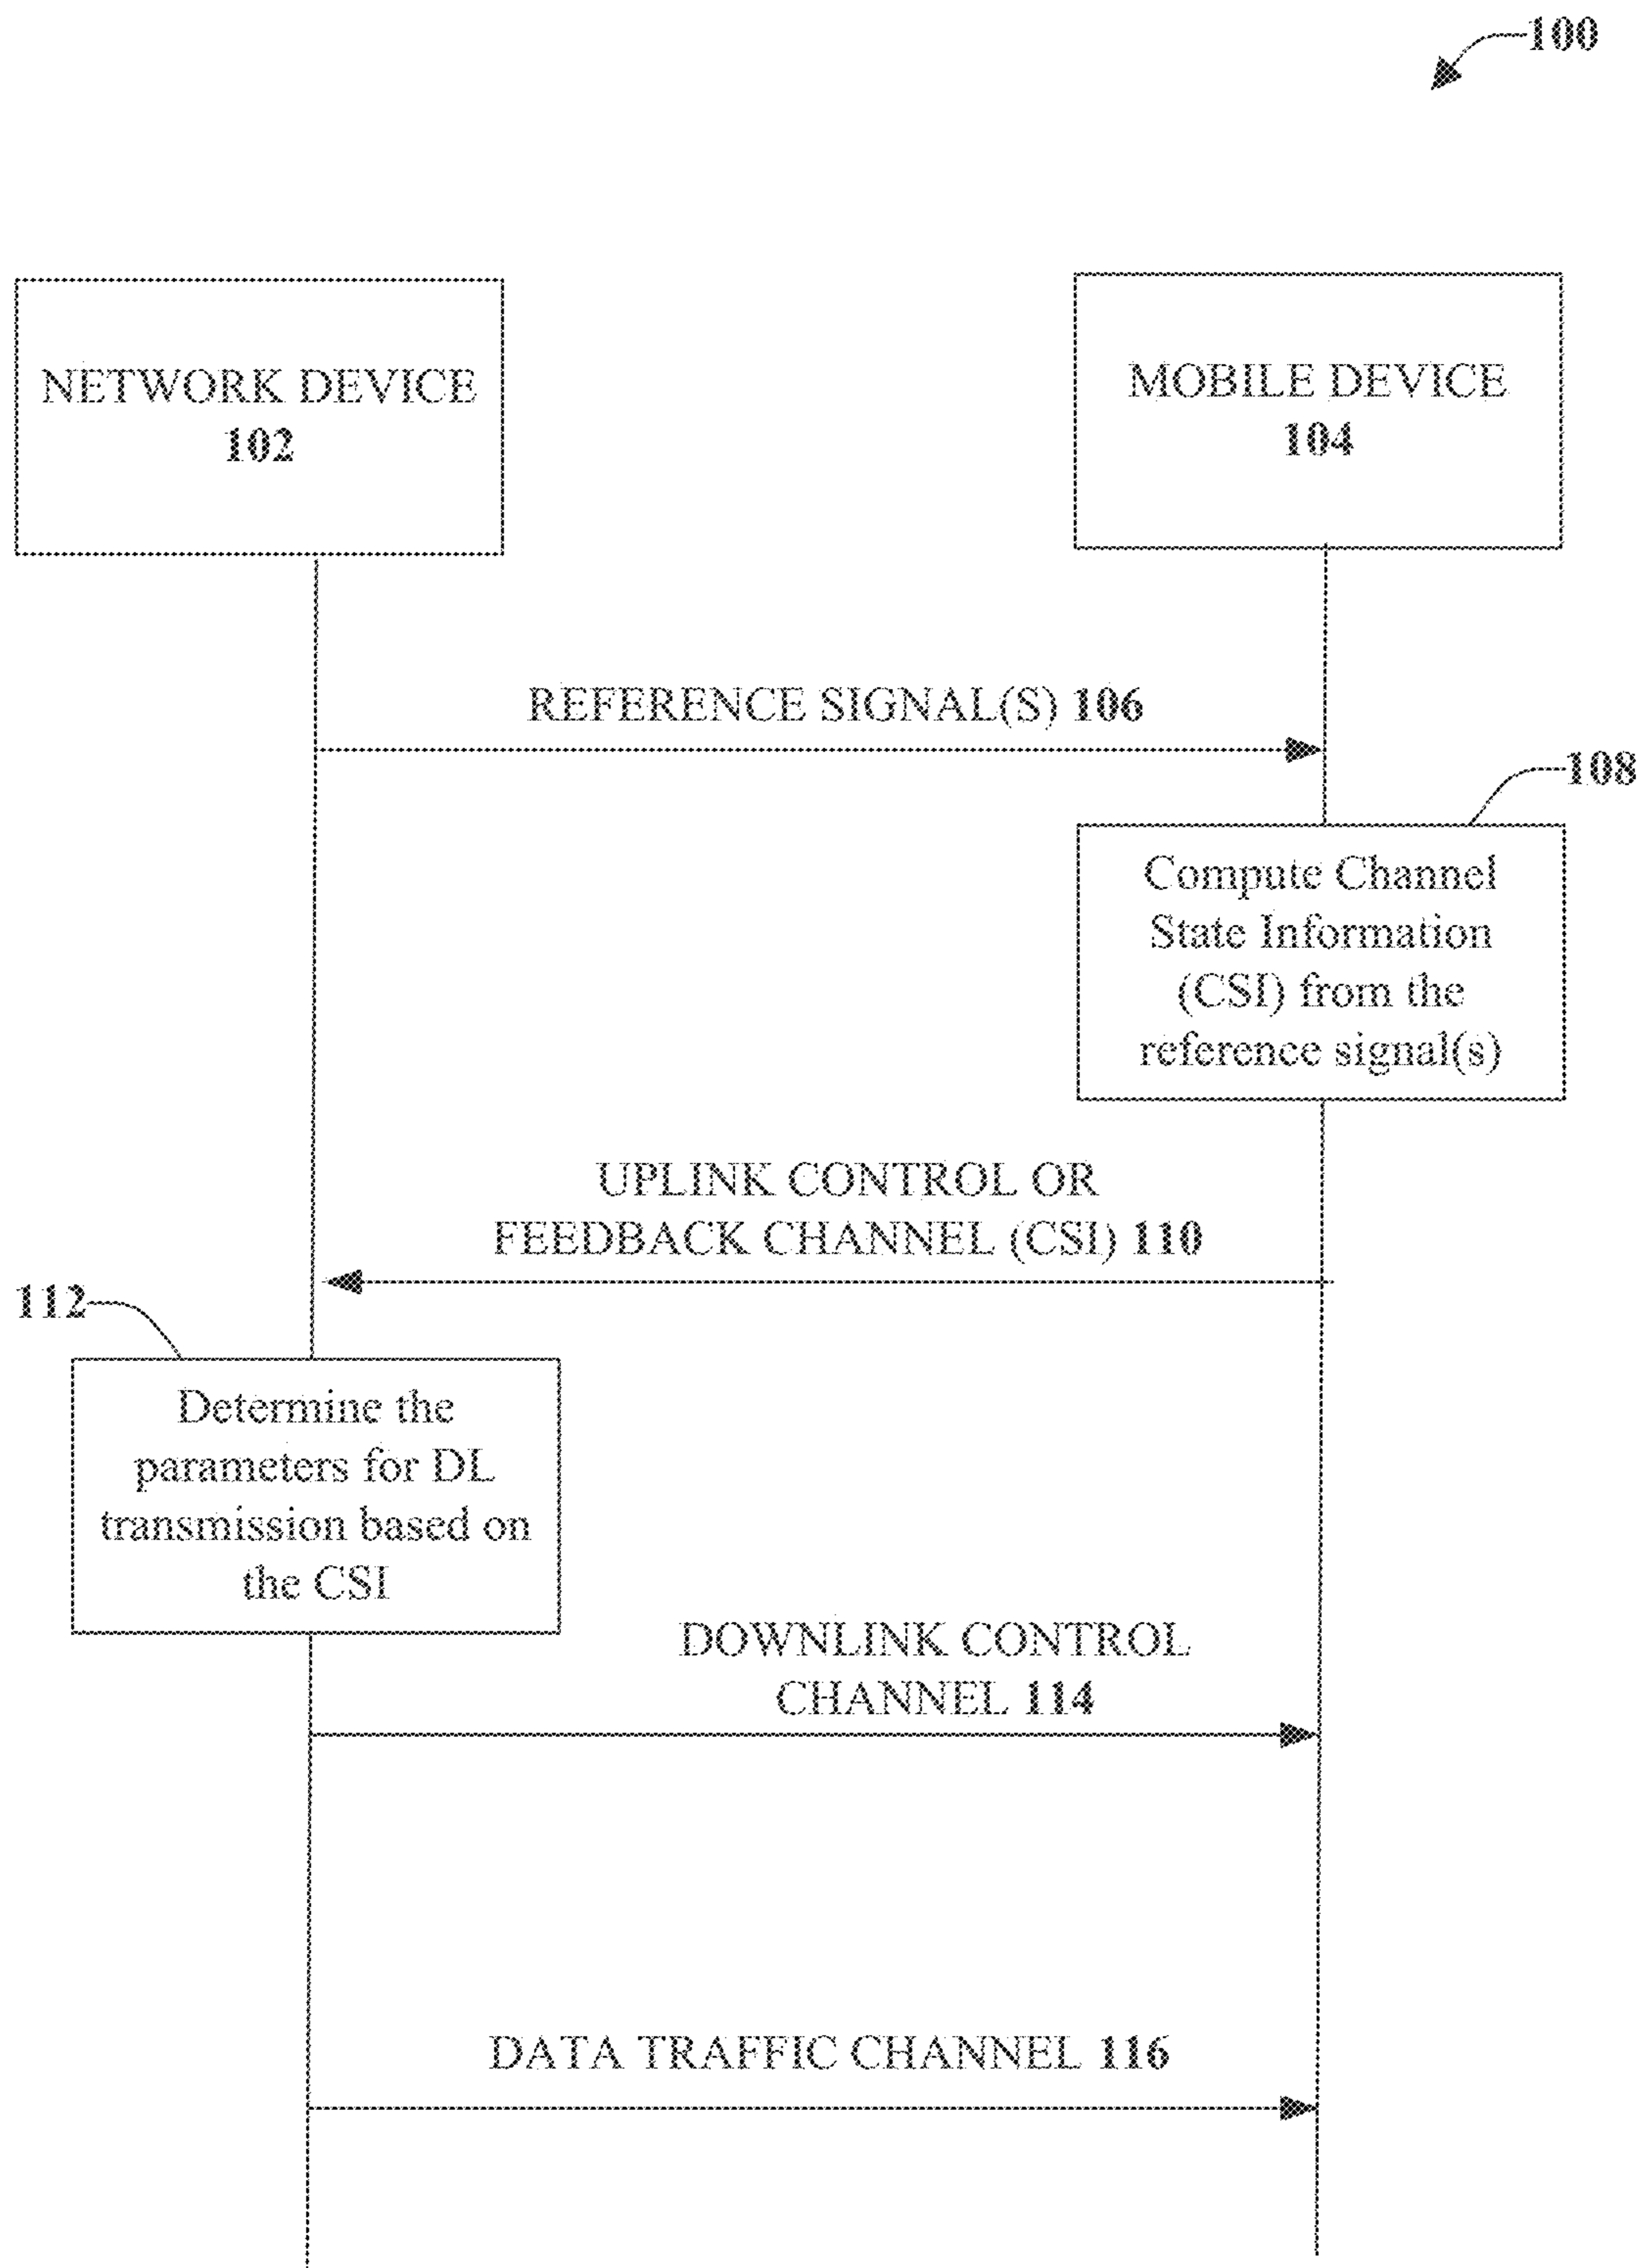 100
NETWORK DEVICE
102
MOBILE DEVICE
104
REFERENCE SIGNAL(S) 106
108
Compute Channel
State Information
(CSI) from the
reference signal(s)
UPLINK CONTROL OR
FEEDBACK CHANNEL (CSI) 110
112
Determine the
parameters for DL
transmission based on
the CSI
DOWNLINK CONTROL
CHANNEL 114
DATA TRAFFIC CHANNEL 116